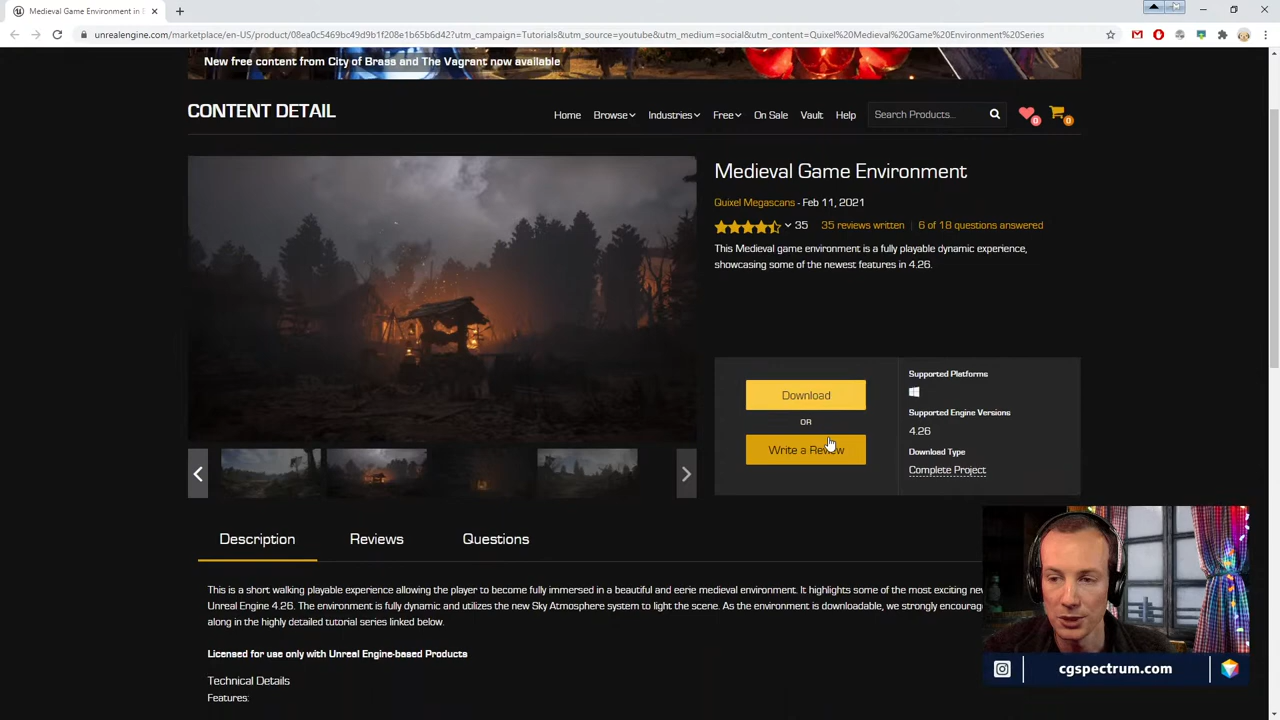 Medieval Game Environment in E
unrealengine.com/marketplace/en-US/product/08ea0c5469bc49d9b1f208e1b65b6d42?utm_campaign=Tutorials&utm_source=youtube&utm_medium=social&utm_content=Quixel%20Medieval%20Game%20Environment%20Series
New free content from City of Brass and The Vagrant now available
CONTENT DETAIL
Home Browse Industries Free On Sale Vault Help Search Products... 0 0
Medieval Game Environment
Quixel Megascans - Feb 11, 2021
35 35 reviews written 6 of 18 questions answered
This Medieval game environment is a fully playable dynamic experience,
showcasing some of the newest features in 4.26.
Download
OR
Write a Review
Supported Platforms
Supported Engine Versions
4.26
Download Type
Complete Project
Description Reviews Questions
This is a short walking playable experience allowing the player to become fully immersed in a beautiful and eerie medieval environment. It highlights some of the most exciting new
Unreal Engine 4.26. The environment is fully dynamic and utilizes the new Sky Atmosphere system to light the scene. As the environment is downloadable, we strongly encourag
along in the highly detailed tutorial series linked below.
Licensed for use only with Unreal Engine-based Products
Technical Details
Features:
cgspectrum.com